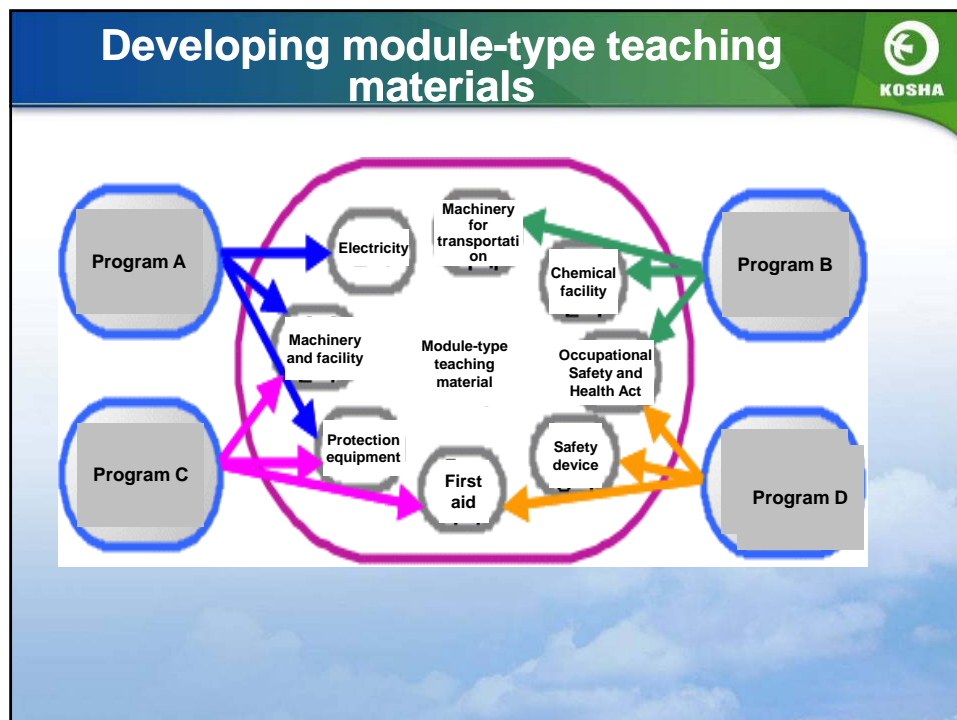 Developing module-type teaching
materials
KOSHA
Program A
Electricity
Machinery
for
transportati
on
Chemical
facility
Program B
Machinery
and facility
Module-type
teaching
material
Occupational
Safety and
Health Act
Program C
Protection
equipment
First
aid
Safety
device
Program D